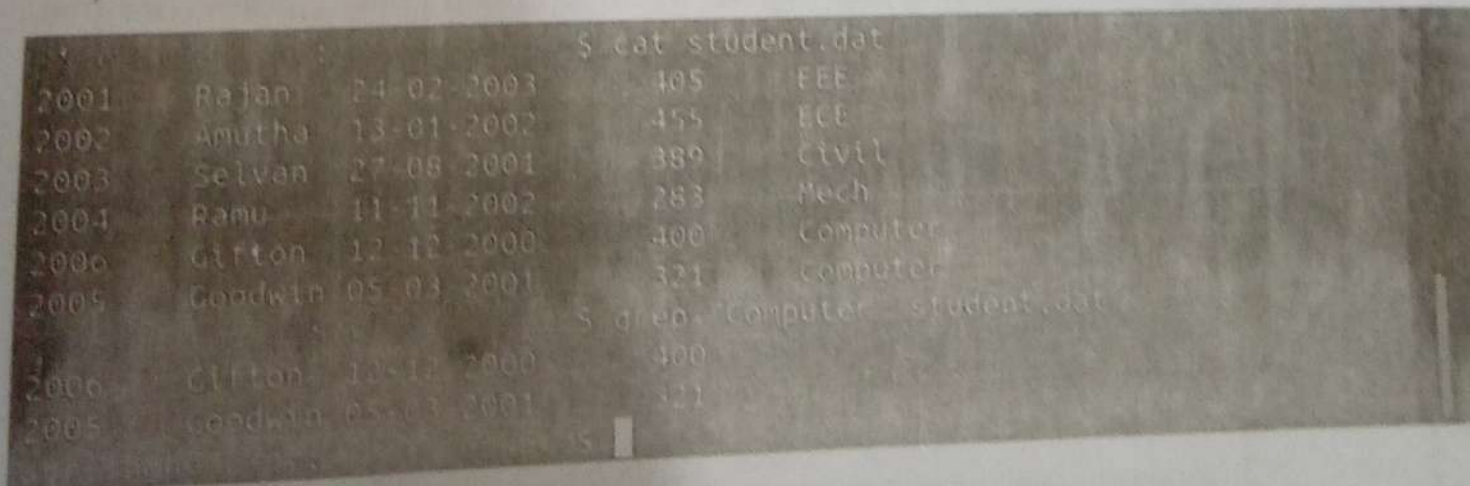 $ cat student.dat
2001 Rajan 24-02-2003 405 EEE
2002 Amutha 13-01-2002 455 ECE
2003 Selvan 27-08-2001 389 Civil
2004 Ramu 11-11-2002 283 Mech
2006 Gifton 12-12-2000 400 Computer
2005 Goodwin 05-03-2001 321 Computer
$ grep "Computer" student.dat
2006 Gifton 12-12-2000 400
2005 Goodwin 05-03-2001 321
$